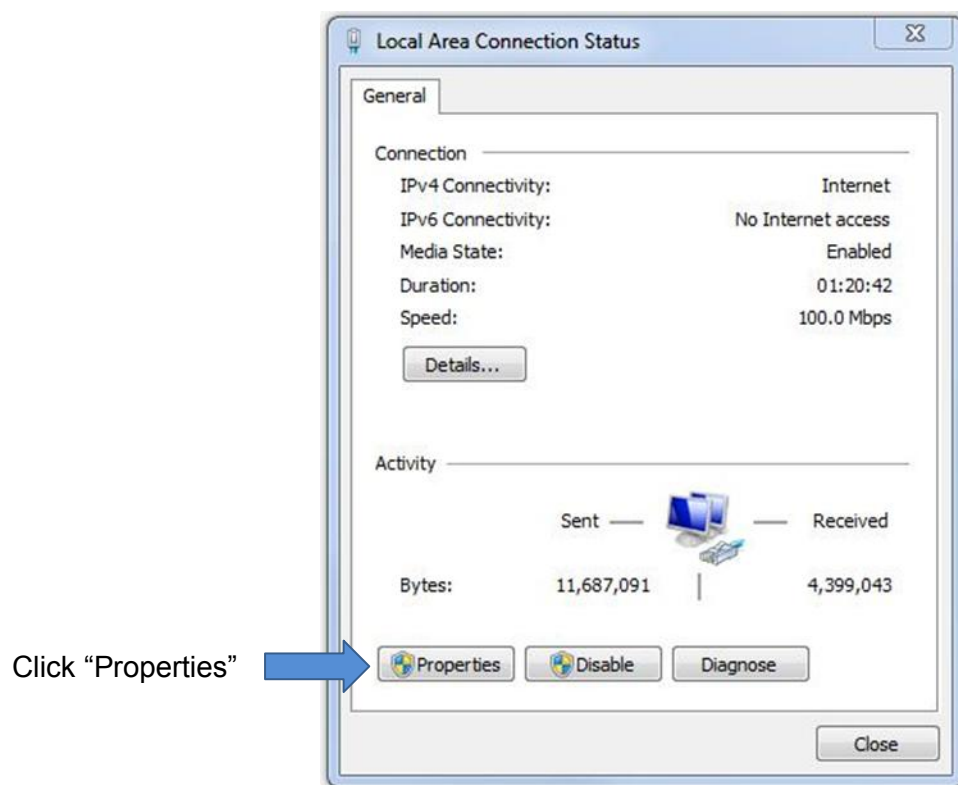 Local Area Connection Status
General
Connection
IPv4 Connectivity: Internet
IPv6 Connectivity: No Internet access
Media State: Enabled
Duration: 01:20:42
Speed: 100.0 Mbps
Details...
Activity
Sent Received
Bytes: 11,687,091 4,399,043
Click “Properties” Properties Disable Diagnose
Close